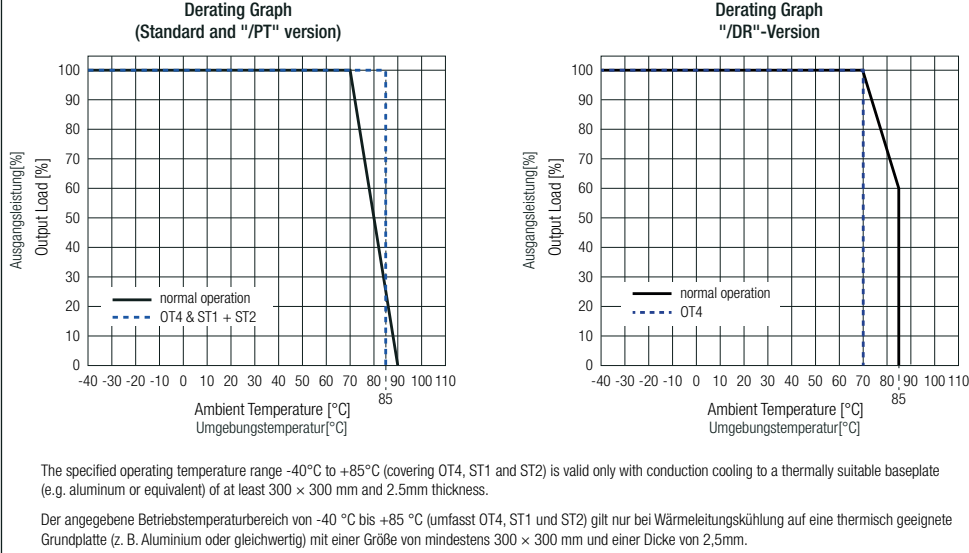 Derating Graph
(Standard and "/PT" version)
Ausgangsleistung[%]
Output Load [%]
100
90
80
70
60
50
40
30
20
10
0
normal operation
OT4 & ST1 + ST2
-40 -30 -20 -10 0 10 20 30 40 50 60 70 80 90 100 110
85
Ambient Temperature [°C]
Umgebungstemperatur[°C]
Derating Graph
"/DR"-Version
Ausgangsleistung[%]
Output Load [%]
100
90
80
70
60
50
40
30
20
10
0
normal operation
OT4
-40 -30 -20 -10 0 10 20 30 40 50 60 70 80 90 100 110
85
Ambient Temperature [°C]
Umgebungstemperatur[°C]
The specified operating temperature range -40°C to +85°C (covering OT4, ST1 and ST2) is valid only with conduction cooling to a thermally suitable baseplate
(e.g. aluminum or equivalent) of at least 300 × 300 mm and 2.5mm thickness.
Der angegebene Betriebstemperaturbereich von -40 °C bis +85 °C (umfasst OT4, ST1 und ST2) gilt nur bei Wärmeleitungskühlung auf eine thermisch geeignete
Grundplatte (z. B. Aluminium oder gleichwertig) mit einer Größe von mindestens 300 × 300 mm und einer Dicke von 2,5mm.